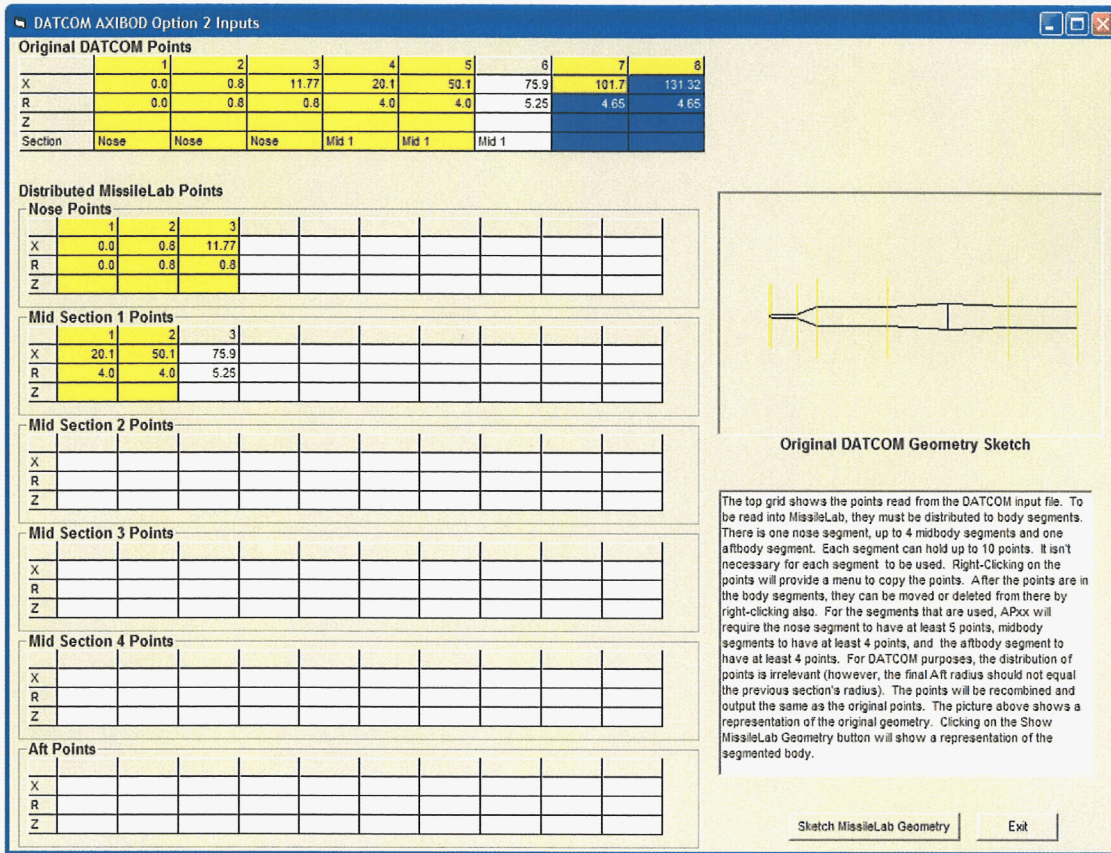 DATCOM AXIBOD Option 2 Inputs
Original DATCOM Points
1 2 3 4 5 6 7 8
X 0.0 0.8 11.77 20.1 50.1 75.9 101.7 131.32
R 0.0 0.8 0.8 4.0 4.0 5.25 4.65 4.65
Z
Section Nose Nose Nose Mid 1 Mid 1 Mid 1
Distributed MissileLab Points
Nose Points
1 2 3
X 0.0 0.8 11.77
R 0.0 0.8 0.8
Z
Mid Section 1 Points
1 2 3
X 20.1 50.1 75.9
R 4.0 4.0 5.25
Z
Mid Section 2 Points
X
R
Z
Mid Section 3 Points
X
R
Z
Mid Section 4 Points
X
R
Z
Aft Points
X
R
Z
Original DATCOM Geometry Sketch
The top grid shows the points read from the DATCOM input file. To
be read into MissileLab, they must be distributed to body segments.
There is one nose segment, up to 4 midbody segments and one
aftbody segment. Each segment can hold up to 10 points. It isn't
necessary for each segment to be used. Right-Clicking on the
points will provide a menu to copy the points. After the points are in
the body segments, they can be moved or deleted from there by
right-clicking also. For the segments that are used, APxx will
require the nose segment to have at least 5 points, midbody
segments to have at least 4 points, and the aftbody segment to
have at least 4 points. For DATCOM purposes, the distribution of
points is irrelevant (however, the final Aft radius should not equal
the previous section's radius). The points will be recombined and
output the same as the original points. The picture above shows a
representation of the original geometry. Clicking on the Show
MissileLab Geometry button will show a representation of the
segmented body.
Sketch MissileLab Geometry
Exit